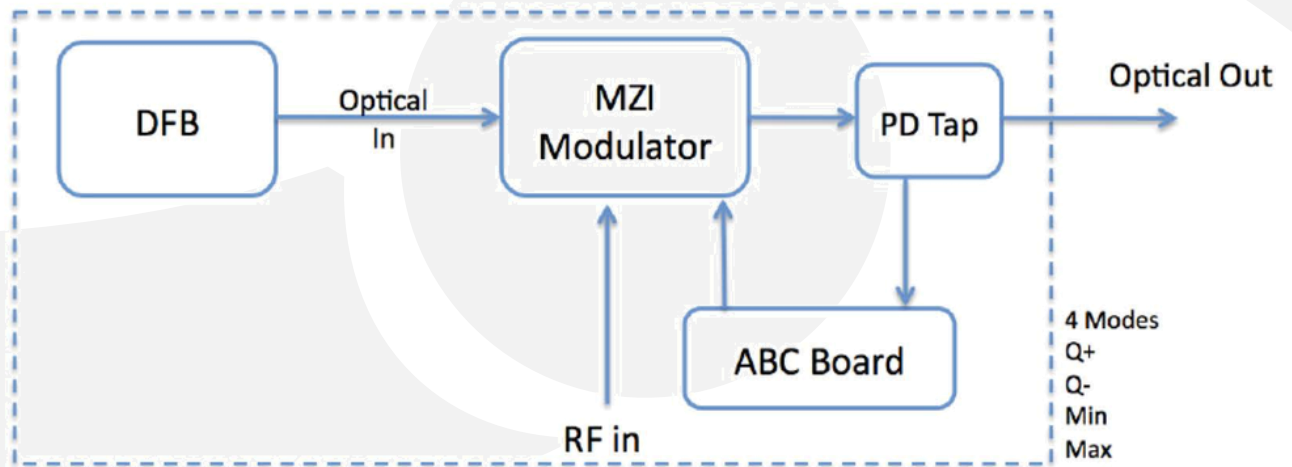 DFB
Optical
In
MZI
Modulator
PD Tap
Optical Out
ABC Board
RF in
4 Modes
Q+
Q-
Min
Max